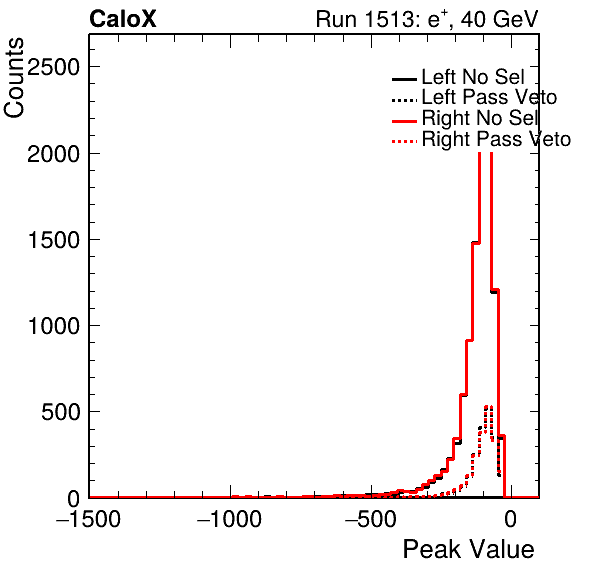 CaloX Run 1513: e⁺, 40 GeV
Counts
2500
2000
1500
1000
500
0
Left No Sel
Left Pass Veto
Right No Sel
Right Pass Veto
−1500 −1000 −500 0
Peak Value